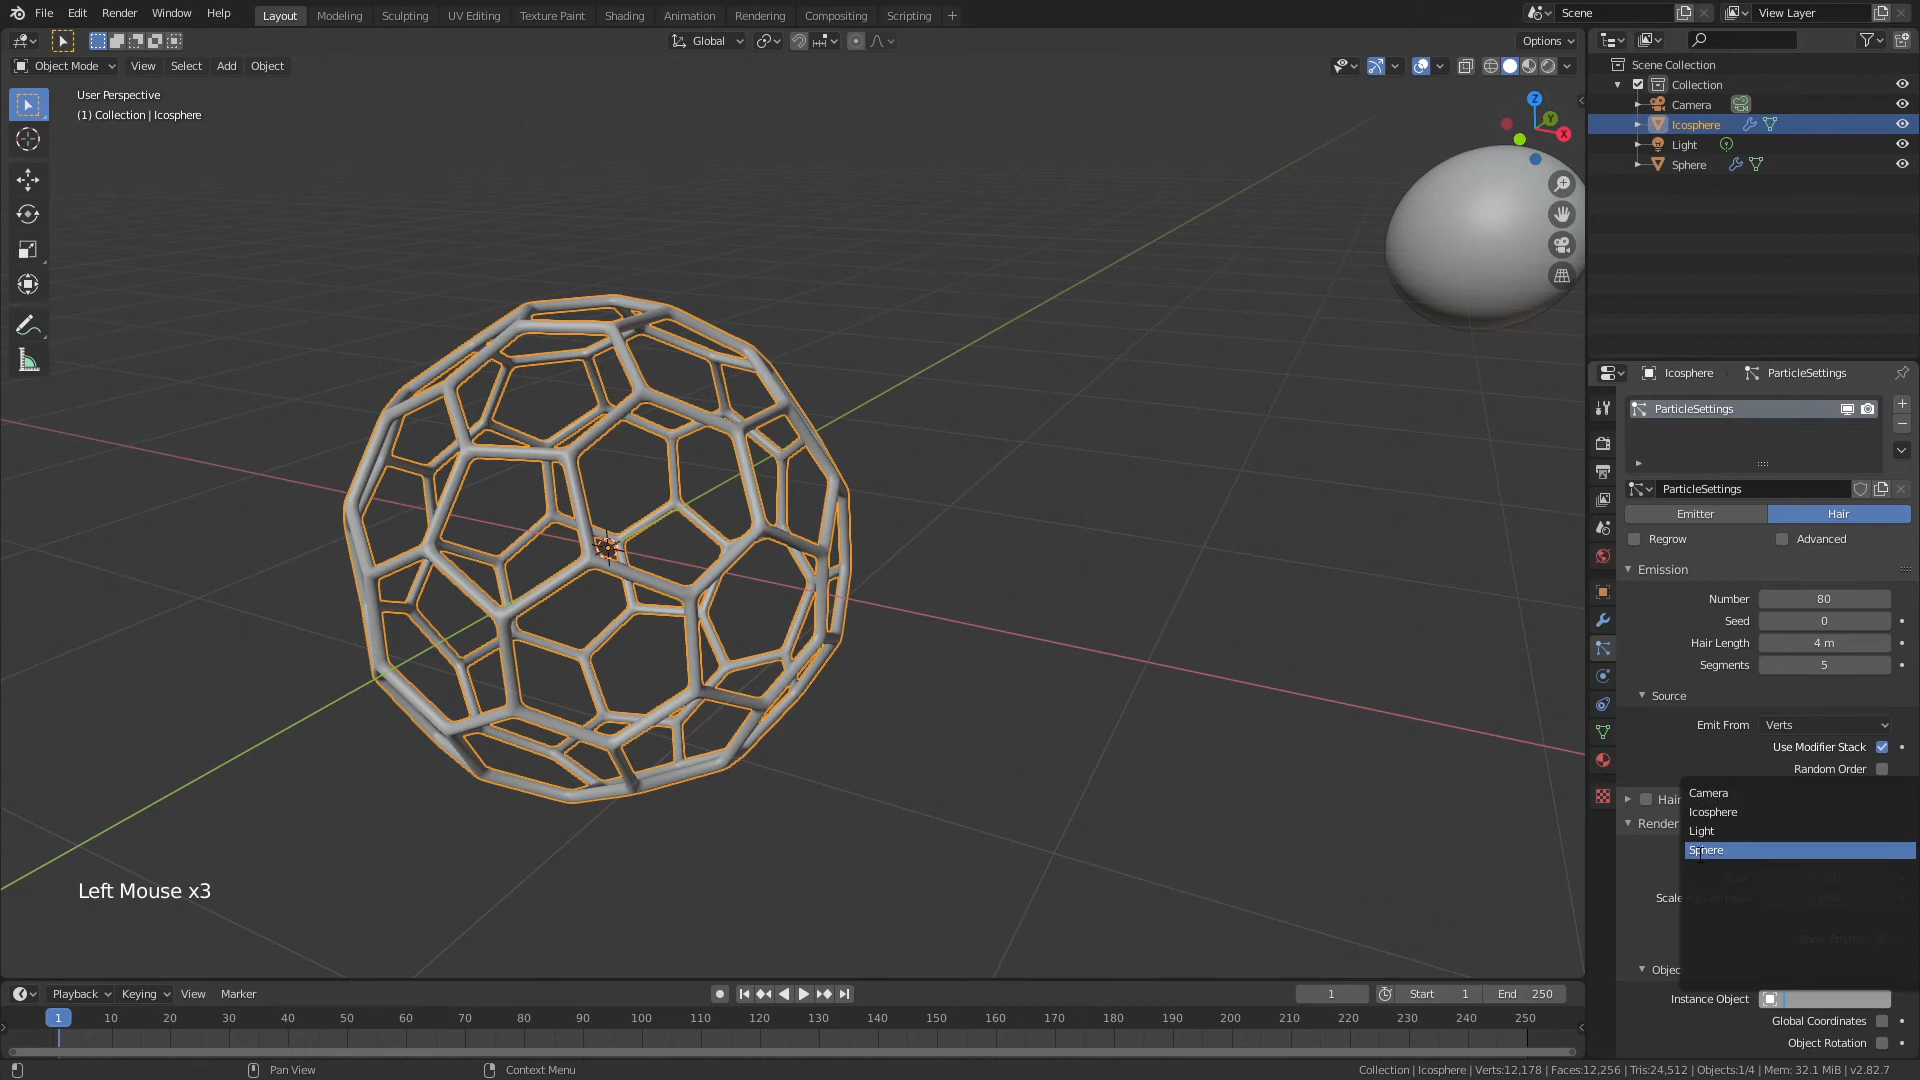 File Edit Render Window Help
Layout Modeling Sculpting UV Editing Texture Paint Shading Animation Rendering Compositing Scripting +
Scene
View Layer
Global
Options
Object Mode View Select Add Object
User Perspective
(1) Collection | Icosphere
Z
Y
X
Left Mouse x3
Scene Collection
Collection
Camera
Icosphere
Light
Sphere
Icosphere
ParticleSettings
ParticleSettings
ParticleSettings
Emitter Hair
Regrow
Advanced
Emission
Number 80
Seed 0
Hair Length 4 m
Segments 5
Source
Emit From Verts
Use Modifier Stack
Random Order
Hair
Render
Camera
Icosphere
Light
Sphere
Scale
Show Emitter
Objec
Instance Object
Global Coordinates
Object Rotation
Playback Keying View Marker
1
Start 1
End 250
1 10 20 30 40 50 60 70 80 90 100 110 120 130 140 150 160 170 180 190 200 210 220 230 240 250
Pan View
Context Menu
Collection | Icosphere | Verts:12,178 | Faces:12,256 | Tris:24,512 | Objects:1/4 | Mem: 32.1 MiB | v2.82.7